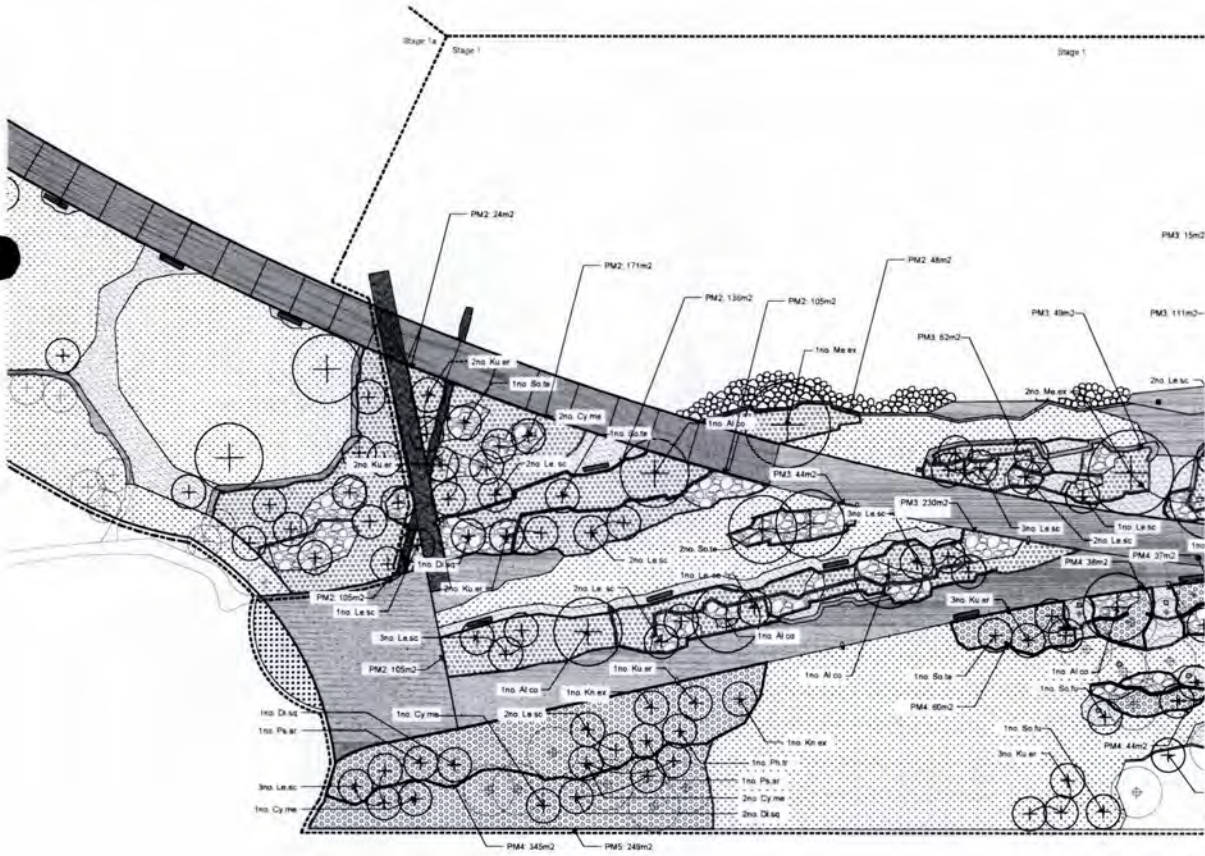 Stage 1a
Stage 1
Stage 1
PM2: 24m2
PM3: 15m2
PM2: 171m2
PM2: 48m2
PM2: 105m2
PM2: 136m2
PM3: 49m2
PM3: 111m2
PM3: 62m2
1no. Me.ex
2no. Ku.er
1no. So.te
2no. Me.ex
2no. Le.sc
2no. Cy.me
1no. So.te
1no. Al.co
2no. Ku.er
2no. Le.sc
PM3: 44m2
3no. Le.sc
PM3: 230m2
3no. Le.sc
1no. Le.sc
2no. Le.sc
1no.
2no. So.te
PM4: 37m2
PM4: 38m2
1no. Di.sq
2no. Le.sc
2no. Ku.er
2no. Le.sc
1no. Le.sc
PM2: 105m2
1no. Le.sc
3no. Ku.er
3no. Le.sc
1no. Al.co
PM2: 105m2
1no. Ku.er
1no. Al.co
1no. So.te
1no. Al.co
1no. Al.co
1no. Kn.ex
1no. So.fu
PM4: 66m2
1no. Di.sq
1no. Cy.me
2no. Le.sc
1no. Ps.ar
1no. Kn.ex
1no. So.fu
PM4: 44m2
3no. Ku.er
1no. Ph.tr
1no. Ps.ar
3no. Le.sc
2no. Cy.me
1no. Cy.me
2no. Di.sq
PM4: 345m2
PM5: 249m2